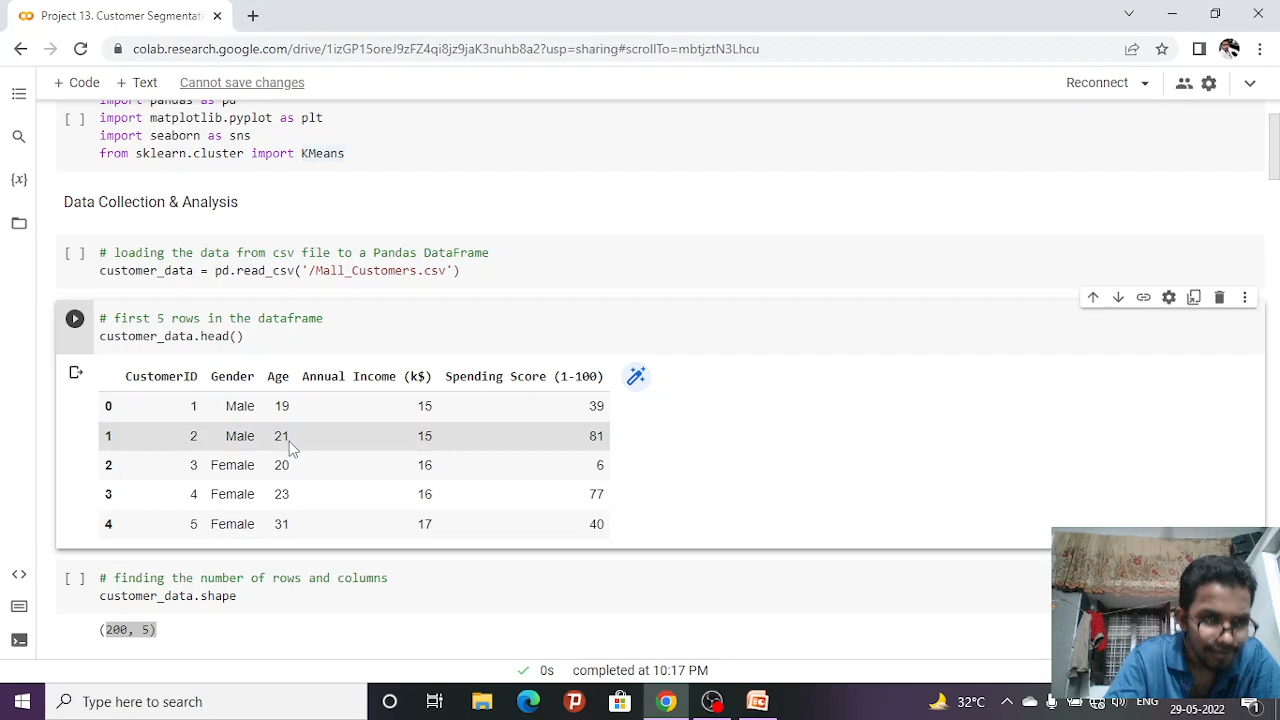 Project 13. Customer Segmentat
colab.research.google.com/drive/1izGP15oreJ9zFZ4qi8jz9jaK3nuhb8a2?usp=sharing#scrollTo=mbtjztN3Lhcu
+ Code + Text Cannot save changes Reconnect
import pandas as pd
[ ] import matplotlib.pyplot as plt
import seaborn as sns
from sklearn.cluster import KMeans
{x}
Data Collection & Analysis
[ ] # loading the data from csv file to a Pandas DataFrame
customer_data = pd.read_csv('/Mall_Customers.csv')
# first 5 rows in the dataframe
customer_data.head()
CustomerID Gender Age Annual Income (k$) Spending Score (1-100)
0 1 Male 19 15 39
1 2 Male 21 15 81
2 3 Female 20 16 6
3 4 Female 23 16 77
4 5 Female 31 17 40
[ ] # finding the number of rows and columns
customer_data.shape
(200, 5)
0s completed at 10:17 PM
Type here to search
32°C
ENG
29-05-2022
1